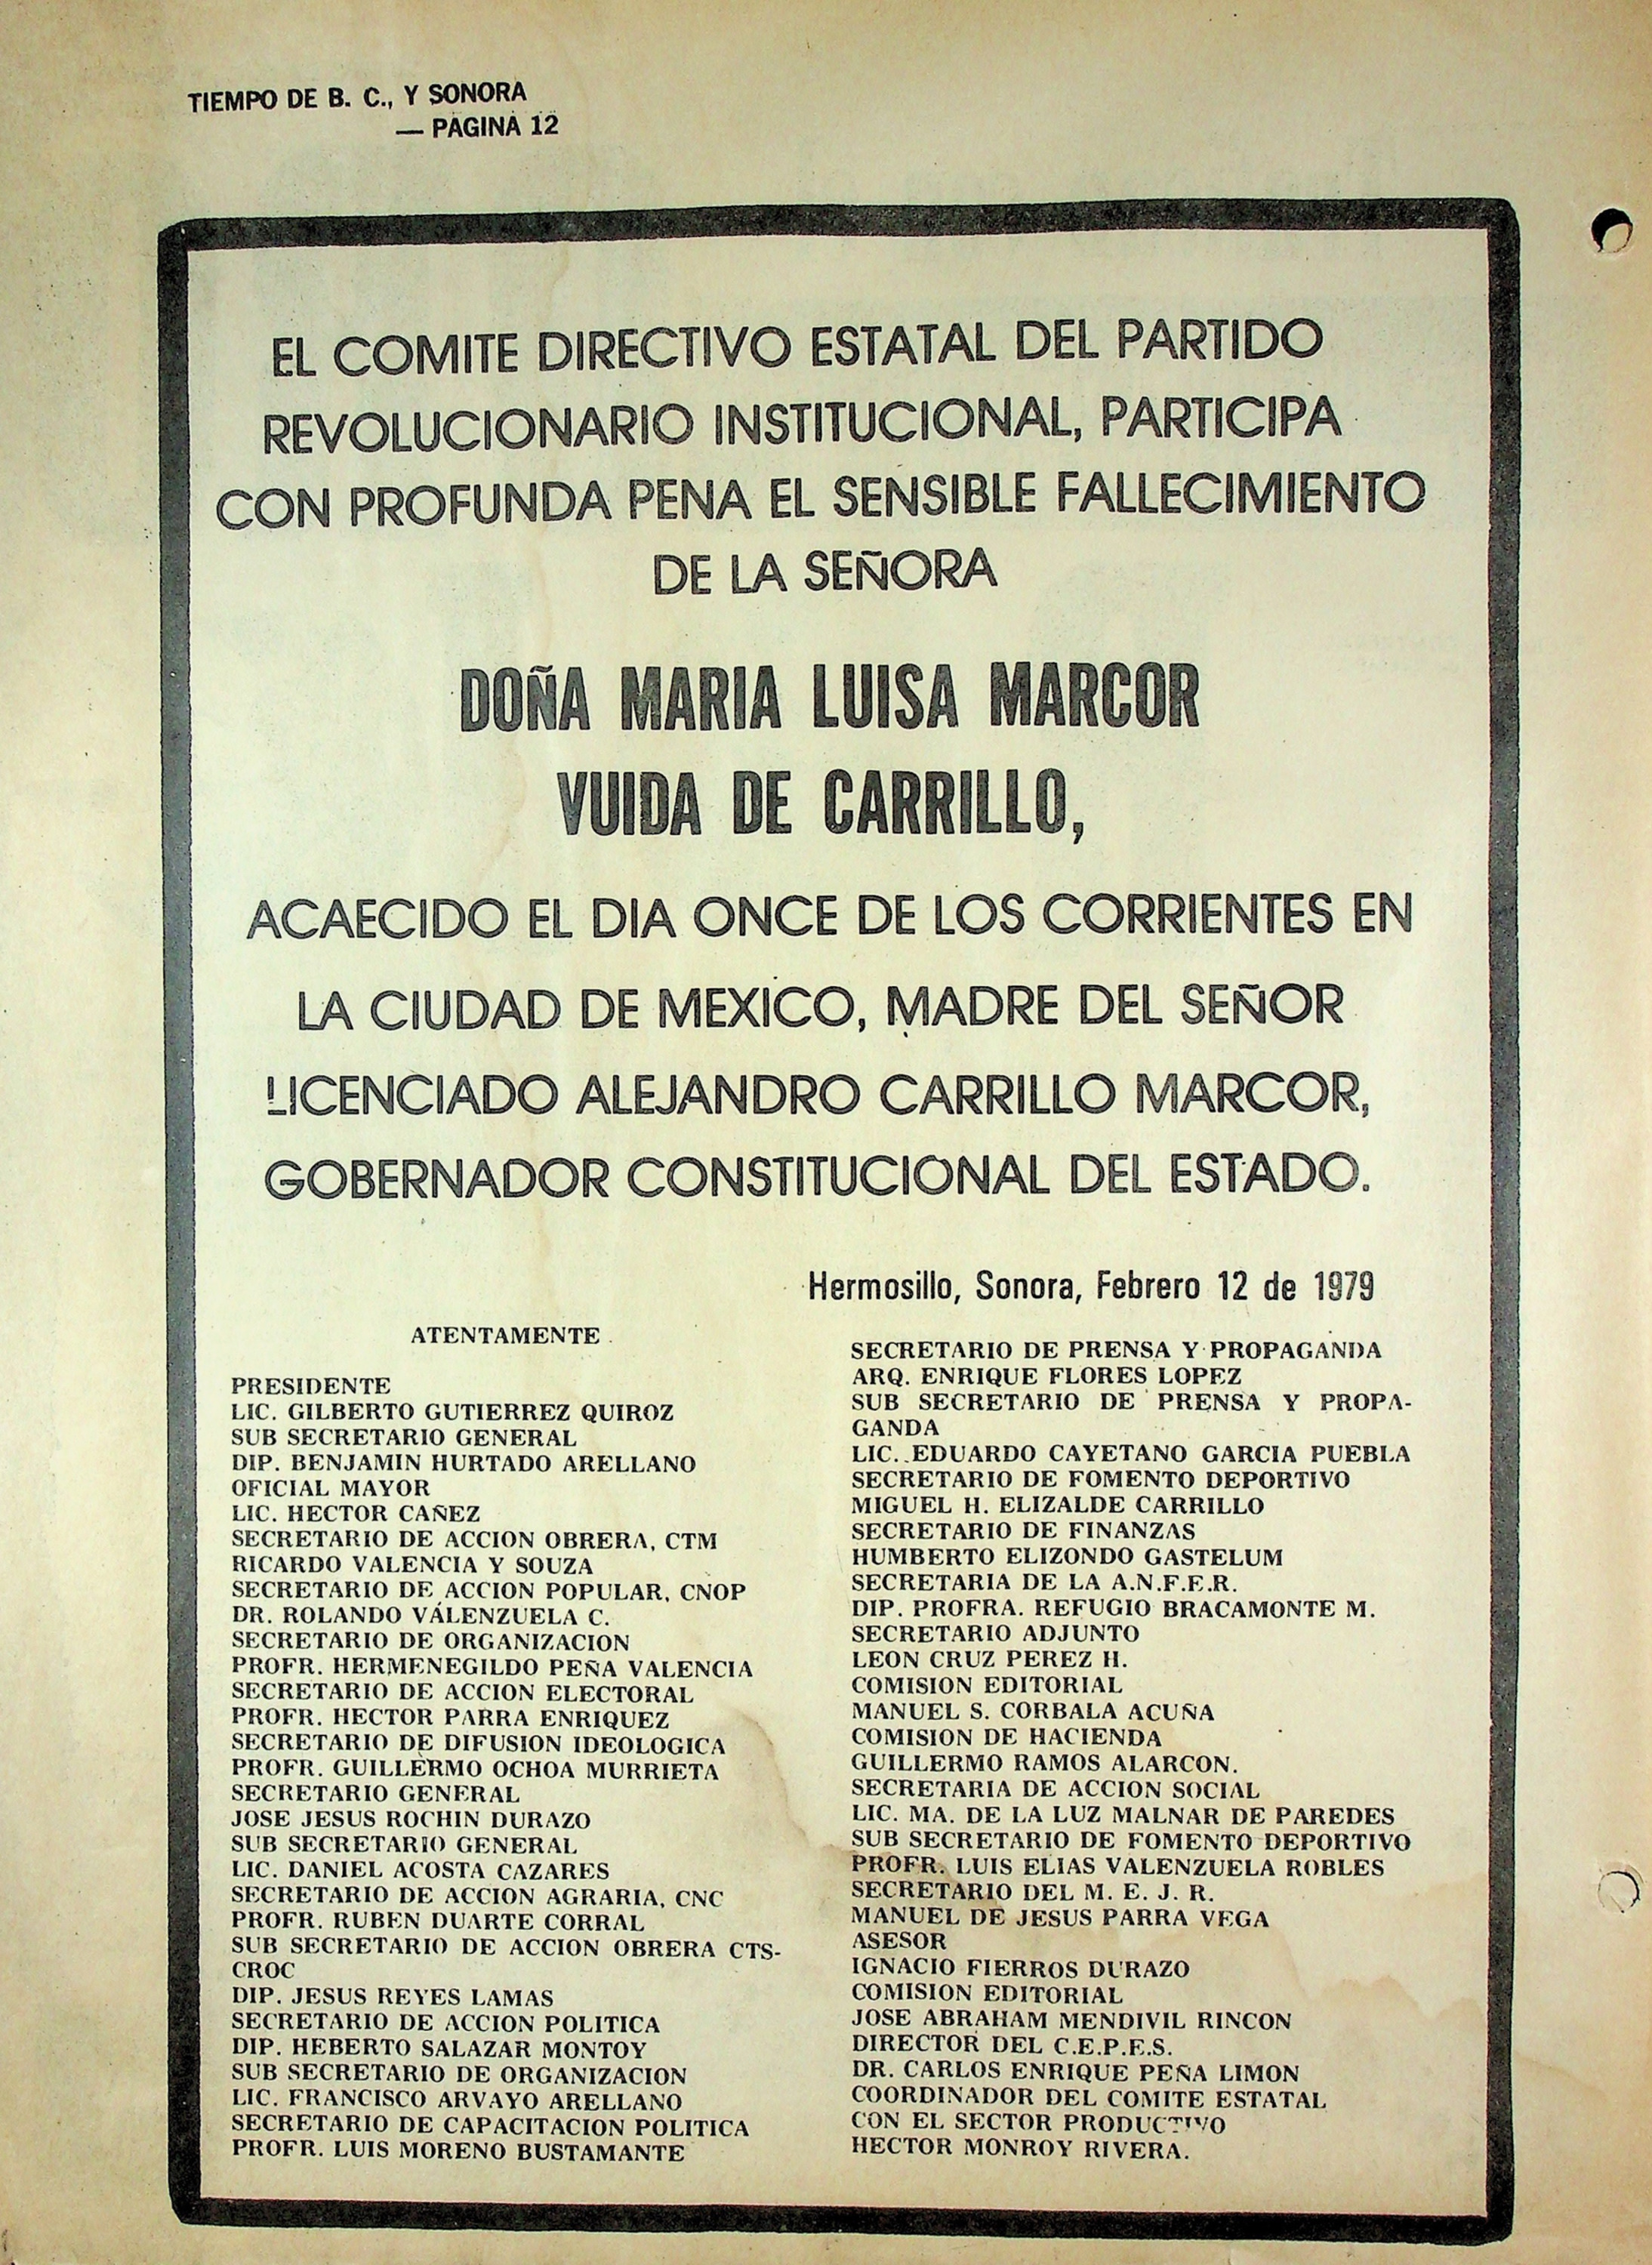 TIEMPO DE B. C., Y SONORA
— PAGINA 12
EL COMITE DIRECTIVO ESTATAL DEL PARTIDO
REVOLUCIONARIO INSTITUCIONAL, PARTICIPA
CON PROFUNDA PENA EL SENSIBLE FALLECIMIENTO
DE LA SEÑORA
DOÑA MARIA LUISA MARCOR
VUIDA DE CARRILLO,
ACAECIDO EL DIA ONCE DE LOS CORRIENTES EN
LA CIUDAD DE MEXICO, MADRE DEL SEÑOR
LICENCIADO ALEJANDRO CARRILLO MARCOR,
GOBERNADOR CONSTITUCIONAL DEL ESTADO.
Hermosillo, Sonora, Febrero 12 de 1979
ATENTAMENTE
PRESIDENTE
LIC. GILBERTO GUTIERREZ QUIROZ
SUB SECRETARIO GENERAL
DIP. BENJAMIN HURTADO ARELLANO
OFICIAL MAYOR
LIC. HECTOR CAÑEZ
SECRETARIO DE ACCION OBRERA, CTM
RICARDO VALENCIA Y SOUZA
SECRETARIO DE ACCION POPULAR, CNOP
DR. ROLANDO VALENZUELA C.
SECRETARIO DE ORGANIZACION
PROFR. HERMENEGILDO PEÑA VALENCIA
SECRETARIO DE ACCION ELECTORAL
PROFR. HECTOR PARRA ENRIQUEZ
SECRETARIO DE DIFUSION IDEOLOGICA
PROFR. GUILLERMO OCHOA MURRIETA
SECRETARIO GENERAL
JOSE JESUS ROCHIN DURAZO
SUB SECRETARIO GENERAL
LIC. DANIEL ACOSTA CAZARES
SECRETARIO DE ACCION AGRARIA, CNC
PROFR. RUBEN DUARTE CORRAL
SUB SECRETARIO DE ACCION OBRERA CTS-
CROC
DIP. JESUS REYES LAMAS
SECRETARIO DE ACCION POLITICA
DIP. HEBERTO SALAZAR MONTOY
SUB SECRETARIO DE ORGANIZACION
LIC. FRANCISCO ARVAYO ARELLANO
SECRETARIO DE CAPACITACION POLITICA
PROFR. LUIS MORENO BUSTAMANTE
SECRETARIO DE PRENSA Y PROPAGANDA
ARQ. ENRIQUE FLORES LOPEZ
SUB SECRETARIO DE PRENSA Y PROPA-
GANDA
LIC. EDUARDO CAYETANO GARCIA PUEBLA
SECRETARIO DE FOMENTO DEPORTIVO
MIGUEL H. ELIZALDE CARRILLO
SECRETARIO DE FINANZAS
HUMBERTO ELIZONDO GASTELUM
SECRETARIA DE LA A.N.F.E.R.
DIP. PROFRA. REFUGIO BRACAMONTE M.
SECRETARIO ADJUNTO
LEON CRUZ PEREZ H.
COMISION EDITORIAL
MANUEL S. CORBALA ACUÑA
COMISION DE HACIENDA
GUILLERMO RAMOS ALARCON.
SECRETARIA DE ACCION SOCIAL
LIC. MA. DE LA LUZ MALNAR DE PAREDES
SUB SECRETARIO DE FOMENTO DEPORTIVO
PROFR. LUIS ELIAS VALENZUELA ROBLES
SECRETARIO DEL M. E. J. R.
MANUEL DE JESUS PARRA VEGA
ASESOR
IGNACIO FIERROS DURAZO
COMISION EDITORIAL
JOSE ABRAHAM MENDIVIL RINCON
DIRECTOR DEL C.E.P.E.S.
DR. CARLOS ENRIQUE PEÑA LIMON
COORDINADOR DEL COMITE ESTATAL
CON EL SECTOR PRODUCTIVO
HECTOR MONROY RIVERA.